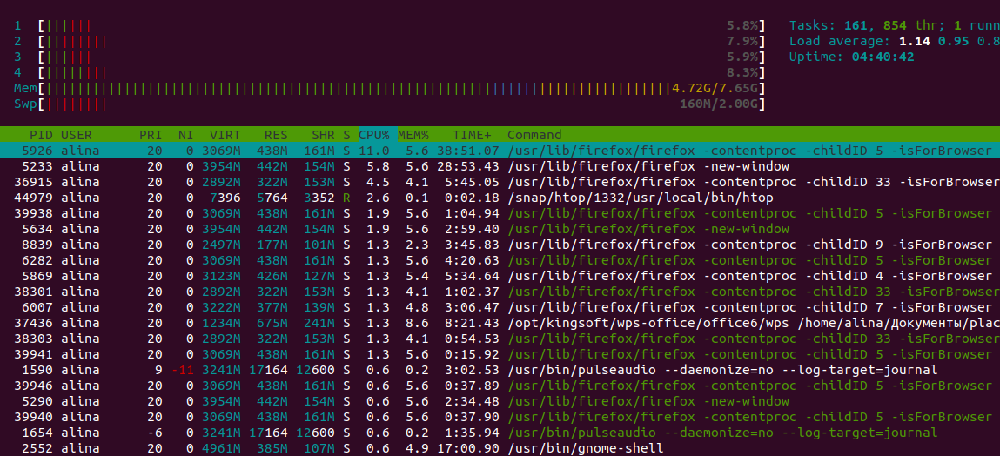 1 [||||||| 5.8%] Tasks: 161, 854 thr; 1 runn
2 [||||||||| 7.9%] Load average: 1.14 0.95 0.8
3 [||||||| 5.9%] Uptime: 04:40:42
4 [||||||||| 8.3%]
Mem[||||||||||||||||||||||||||||||||||||||||||||||||||||||||||||||||||||||||||||||||4.72G/7.65G]
Swp[||||||||| 160M/2.00G]
PID USER PRI NI VIRT RES SHR S CPU% MEM% TIME+ Command
5926 alina 20 0 3069M 438M 161M S 11.0 5.6 38:51.07 /usr/lib/firefox/firefox -contentproc -childID 5 -isForBrowser
5233 alina 20 0 3954M 442M 154M S 5.8 5.6 28:53.43 /usr/lib/firefox/firefox -new-window
36915 alina 20 0 2892M 322M 153M S 4.5 4.1 5:45.05 /usr/lib/firefox/firefox -contentproc -childID 33 -isForBrowser
44979 alina 20 0 7396 5764 3352 R 2.6 0.1 0:02.18 /snap/htop/1332/usr/local/bin/htop
39938 alina 20 0 3069M 438M 161M S 1.9 5.6 1:04.94 /usr/lib/firefox/firefox -contentproc -childID 5 -isForBrowser
5634 alina 20 0 3954M 442M 154M S 1.9 5.6 2:59.40 /usr/lib/firefox/firefox -new-window
8839 alina 20 0 2497M 177M 101M S 1.3 2.3 3:45.83 /usr/lib/firefox/firefox -contentproc -childID 9 -isForBrowser
6282 alina 20 0 3069M 438M 161M S 1.3 5.6 4:20.63 /usr/lib/firefox/firefox -contentproc -childID 5 -isForBrowser
5869 alina 20 0 3123M 426M 127M S 1.3 5.4 5:34.64 /usr/lib/firefox/firefox -contentproc -childID 4 -isForBrowser
38301 alina 20 0 2892M 322M 153M S 1.3 4.1 1:02.37 /usr/lib/firefox/firefox -contentproc -childID 33 -isForBrowser
6007 alina 20 0 3222M 377M 139M S 1.3 4.8 3:06.47 /usr/lib/firefox/firefox -contentproc -childID 7 -isForBrowser
37436 alina 20 0 1234M 675M 241M S 1.3 8.6 8:21.43 /opt/kingsoft/wps-office/office6/wps /home/alina/Документы/plac
38303 alina 20 0 2892M 322M 153M S 1.3 4.1 0:54.53 /usr/lib/firefox/firefox -contentproc -childID 33 -isForBrowser
39941 alina 20 0 3069M 438M 161M S 1.3 5.6 0:15.92 /usr/lib/firefox/firefox -contentproc -childID 5 -isForBrowser
1590 alina 9 -11 3241M 17164 12600 S 0.6 0.2 3:02.53 /usr/bin/pulseaudio --daemonize=no --log-target=journal
39946 alina 20 0 3069M 438M 161M S 0.6 5.6 0:37.89 /usr/lib/firefox/firefox -contentproc -childID 5 -isForBrowser
5290 alina 20 0 3954M 442M 154M S 0.6 5.6 2:34.48 /usr/lib/firefox/firefox -new-window
39940 alina 20 0 3069M 438M 161M S 0.6 5.6 0:37.90 /usr/lib/firefox/firefox -contentproc -childID 5 -isForBrowser
1654 alina -6 0 3241M 17164 12600 S 0.6 0.2 1:35.94 /usr/bin/pulseaudio --daemonize=no --log-target=journal
2552 alina 20 0 4961M 385M 107M S 0.6 4.9 17:00.90 /usr/bin/gnome-shell